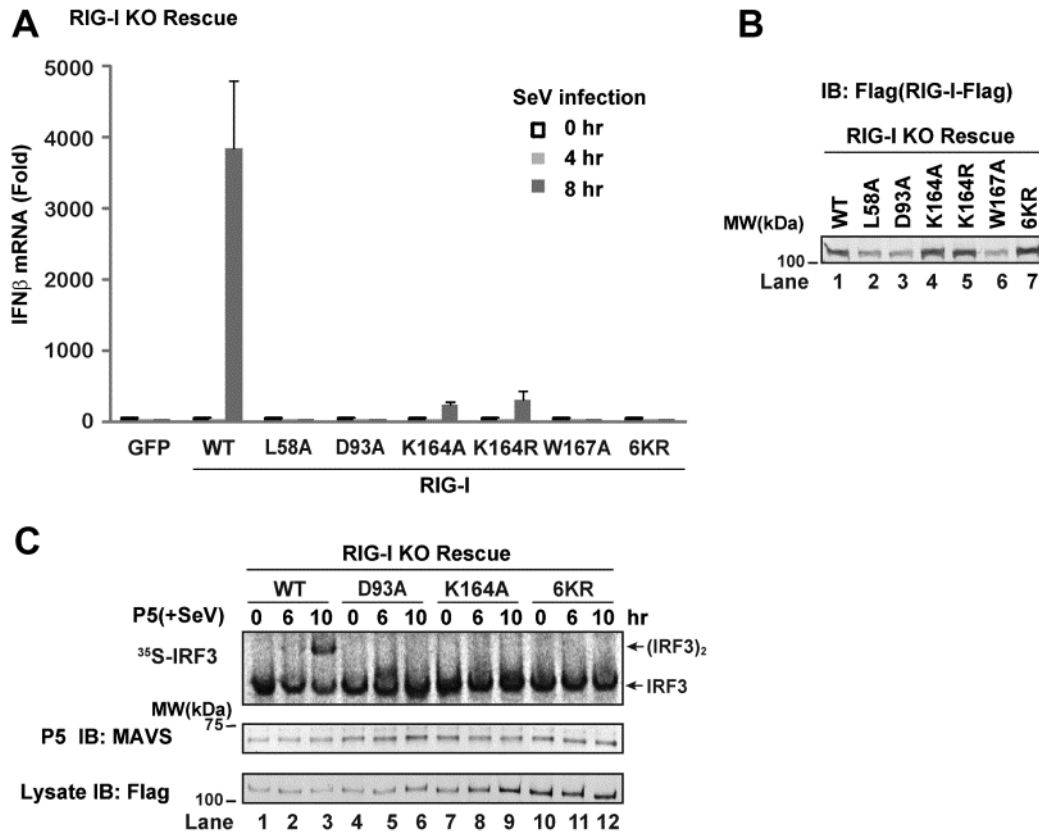 A
RIG-I KO Rescue
IFNβ mRNA (Fold)
5000
4000
3000
2000
1000
0
SeV infection
0 hr
4 hr
8 hr
GFP WT L58A D93A K164A K164R W167A 6KR
RIG-I
B
IB: Flag(RIG-I-Flag)
RIG-I KO Rescue
WT L58A D93A K164A K164R W167A 6KR
MW(kDa)
100
Lane 1 2 3 4 5 6 7
C
RIG-I KO Rescue
WT D93A K164A 6KR
P5(+SeV) 0 6 10 0 6 10 0 6 10 0 6 10 hr
(IRF3)₂
³⁵S-IRF3
IRF3
MW(kDa)
75
P5 IB: MAVS
Lysate IB: Flag
100
Lane 1 2 3 4 5 6 7 8 9 10 11 12